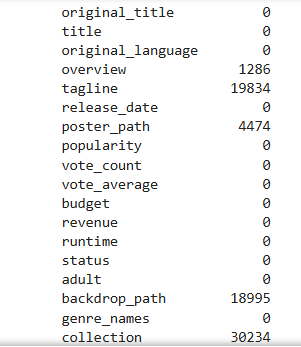 original_title 0
title 0
original_language 0
overview 1286
tagline 19834
release_date 0
poster_path 4474
popularity 0
vote_count 0
vote_average 0
budget 0
revenue 0
runtime 0
status 0
adult 0
backdrop_path 18995
genre_names 0
collection 30234